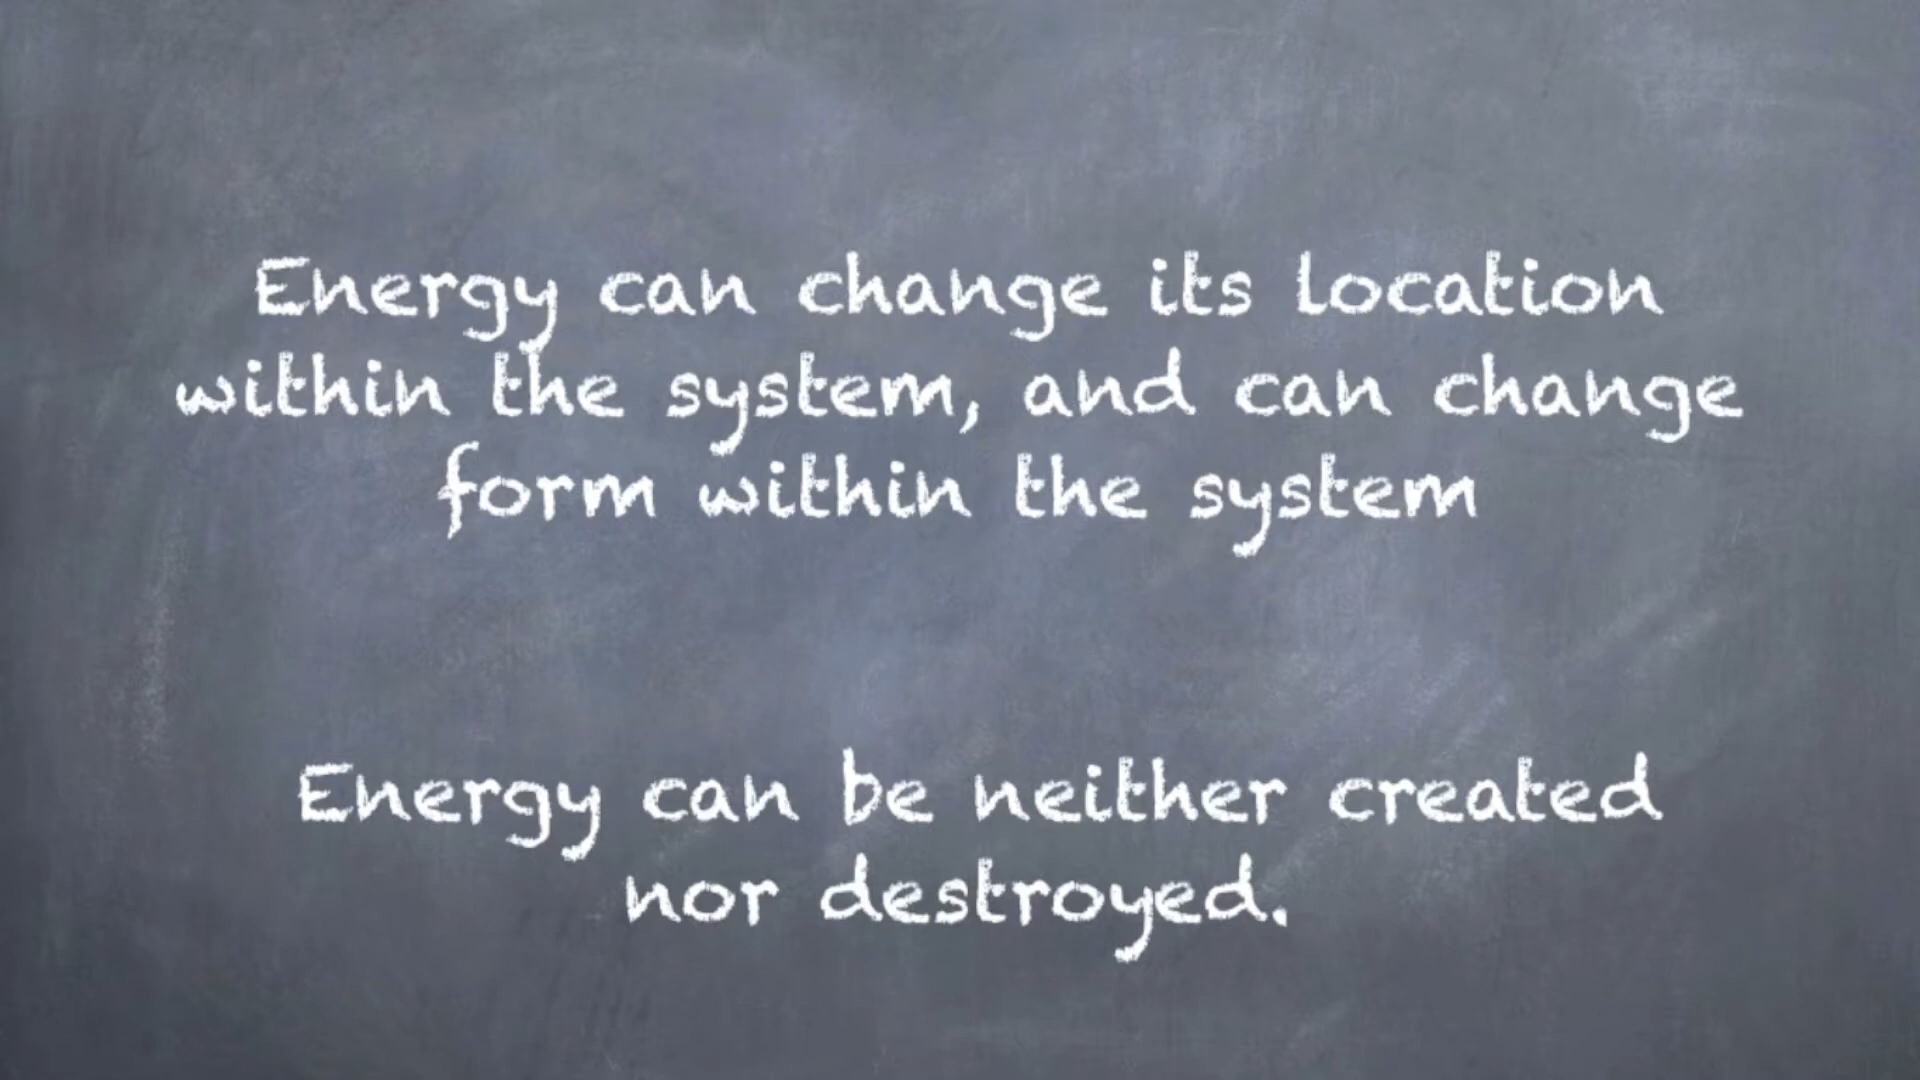 Energy can change its location
within the system, and can change
form within the system
Energy can be neither created
nor destroyed.